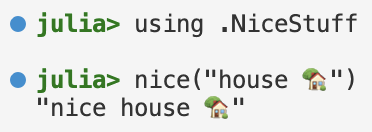 julia> using .NiceStuff
julia> nice("house 🏡")
"nice house 🏡"